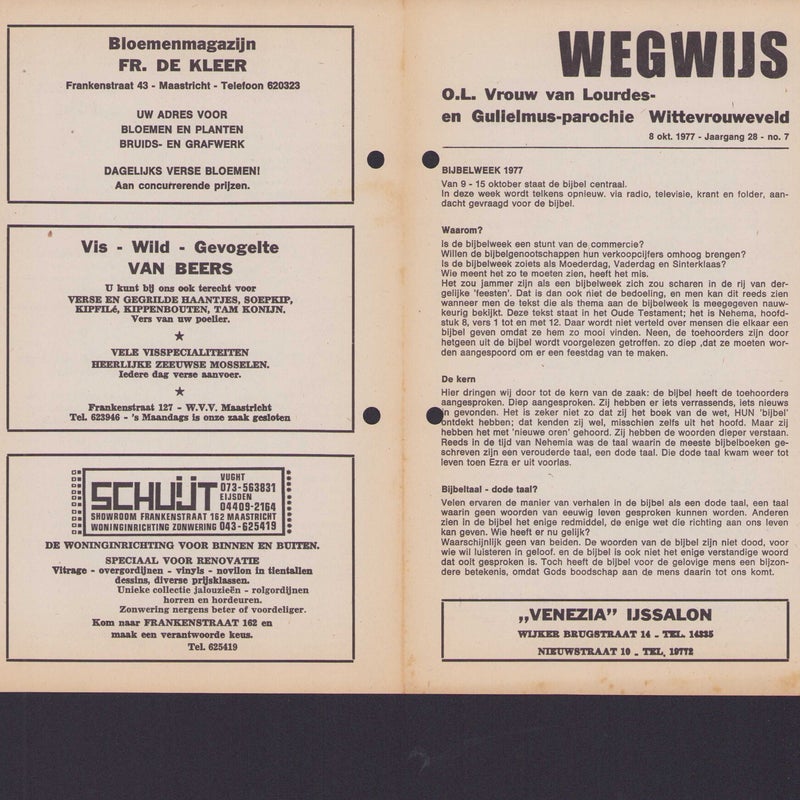 Bloemenmagazijn
FR. DE KLEER
Frankenstraat 43 - Maastricht - Telefoon 620323
UW ADRES VOOR
BLOEMEN EN PLANTEN
BRUIDS- EN GRAFWERK
DAGELIJKS VERSE BLOEMEN!
Aan concurrerende prijzen.
Vis - Wild - Gevogelte
VAN BEERS
U kunt bij ons ook terecht voor
VERSE EN GEGRILDE HAANTJES, SOEPKIP,
KIPFILé, KIPPENBOUTEN, TAM KONIJN.
Vers van uw poelier.
VELE VISSPECIALITEITEN
HEERLIJKE ZEEUWSE MOSSELEN.
Iedere dag verse aanvoer.
Frankenstraat 127 - W.V.V. Maastricht
Tel. 623946 - 's Maandags is onze zaak gesloten
SCHUIJT
VUGHT
073-563831
EIJSDEN
04409-2164
SHOWROOM FRANKENSTRAAT 162 MAASTRICHT
WONINGINRICHTING ZONWERING 043-625419
DE WONINGINRICHTING VOOR BINNEN EN BUITEN.
SPECIAAL VOOR RENOVATIE
Vitrage - overgordijnen - vinyls - novilon in tientallen
dessins, diverse prijsklassen.
Unieke collectie jalouzieën - rolgordijnen
horren en hordeuren.
Zonwering nergens beter of voordeliger.
Kom naar FRANKENSTRAAT 162 en
maak een verantwoorde keus.
Tel. 625419
WEGWIJS
O.L. Vrouw van Lourdes-
en Gulielmus-parochie Wittevrouweveld
8 okt. 1977 - Jaargang 28 - no. 7
BIJBELWEEK 1977
Van 9 - 15 oktober staat de bijbel centraal.
In deze week wordt telkens opnieuw. via radio, televisie, krant en folder, aan-
dacht gevraagd voor de bijbel.
Waarom?
Is de bijbelweek een stunt van de commercie?
Willen de bijbelgenootschappen hun verkoopcijfers omhoog brengen?
Is de bijbelweek zoiets als Moederdag, Vaderdag en Sinterklaas?
Wie meent het zo te moeten zien, heeft het mis.
Het zou jammer zijn als een bijbelweek zich zou scharen in de rij van der-
gelijke 'feesten'. Dat is dan ook niet de bedoeling, en men kan dit reeds zien
wanneer men de tekst die als thema aan de bijbelweek is meegegeven nauw-
keurig bekijkt. Deze tekst staat in het Oude Testament; het is Nehema, hoofd-
stuk 8, vers 1 tot en met 12. Daar wordt niet verteld over mensen die elkaar een
bijbel geven omdat ze hem zo mooi vinden. Neen, de toehoorders zijn door
hetgeen uit de bijbel wordt voorgelezen getroffen. zo diep ,dat ze moeten wor-
den aangespoord om er een feestdag van te maken.
De kern
Hier dringen wij door tot de kern van de zaak: de bijbel heeft de toehoorders
aangesproken. Diep aangesproken. Zij hebben er iets verrassends, iets nieuws
in gevonden. Het is zeker niet zo dat zij het boek van de wet, HUN 'bijbel'
ontdekt hebben; dat kenden zij wel, misschien zelfs uit het hoofd. Maar zij
hebben het met 'nieuwe oren' gehoord. Zij hebben de woorden dieper verstaan.
Reeds in de tijd van Nehemia was de taal waarin de meeste bijbelboeken ge-
schreven zijn een verouderde taal, een dode taal. Die dode taal kwam weer tot
leven toen Ezra er uit voorlas.
Bijbeltaal - dode taal?
Velen ervaren de manier van verhalen in de bijbel als een dode taal, een taal
waarin geen woorden van eeuwig leven gesproken kunnen worden. Anderen
zien in de bijbel het enige redmiddel, de enige wet die richting aan ons leven
kan geven. Wie heeft er nu gelijk?
Waarschijnlijk geen van beiden. De woorden van de bijbel zijn niet dood, voor
wie wil luisteren in geloof. en de bijbel is ook niet het enige verstandige woord
dat ooit gesproken is. Toch heeft de bijbel voor de gelovige mens een bijzon-
dere betekenis, omdat Gods boodschap aan de mens daarin tot ons komt.
„VENEZIA” IJSSALON
WIJKER BRUGSTRAAT 14 - TEL. 14335
NIEUWSTRAAT 10 - TEL. 19772